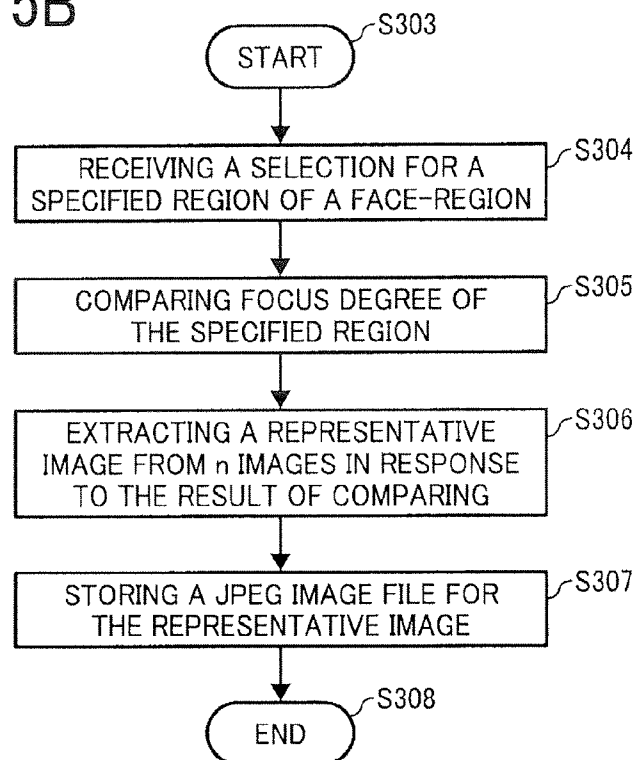 5B
START
S303
RECEIVING A SELECTION FOR A
SPECIFIED REGION OF A FACE-REGION
S304
COMPARING FOCUS DEGREE OF
THE SPECIFIED REGION
S305
EXTRACTING A REPRESENTATIVE
IMAGE FROM n IMAGES IN RESPONSE
TO THE RESULT OF COMPARING
S306
STORING A JPEG IMAGE FILE FOR
THE REPRESENTATIVE IMAGE
S307
END
S308